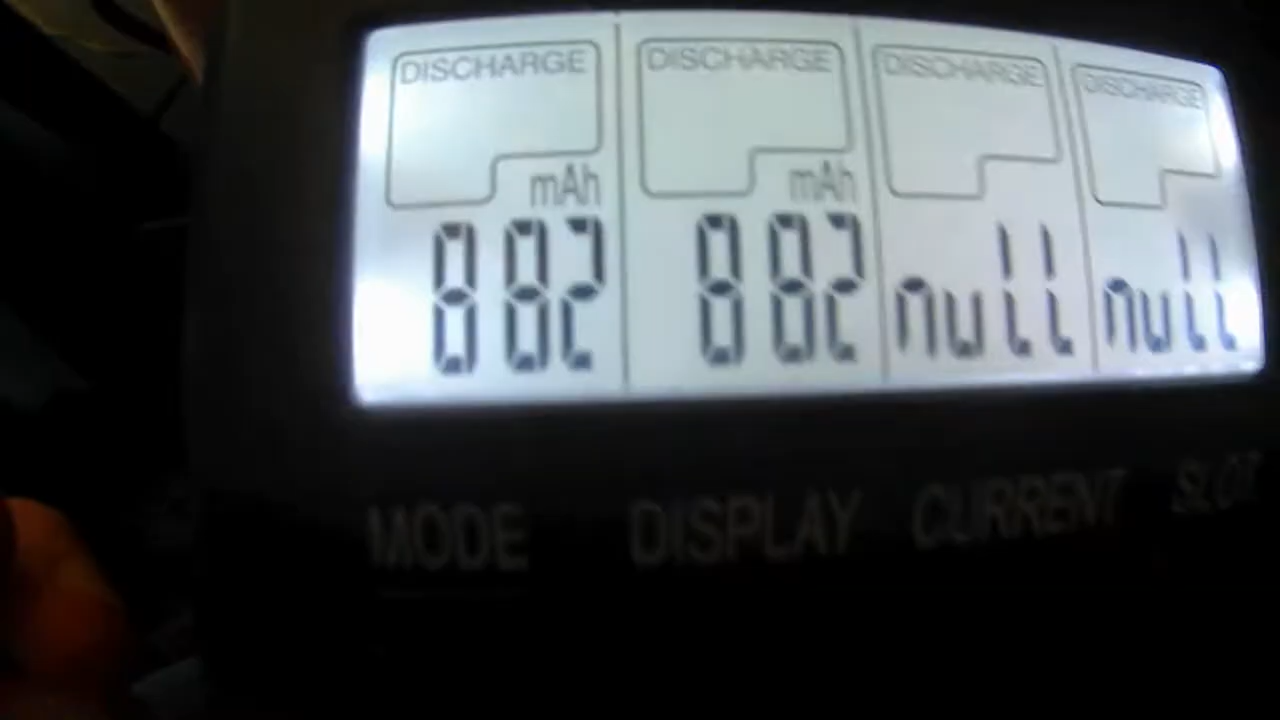 DISCHARGE DISCHARGE DISCHARGE DISCHARGE
mAh mAh
882 882 null null
MODE DISPLAY CURRENT SLOT